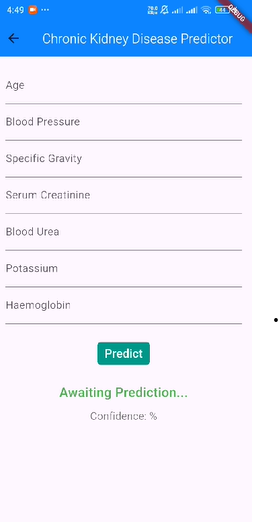 4:49
Chronic Kidney Disease Predictor
DEBUG
Age
Blood Pressure
Specific Gravity
Serum Creatinine
Blood Urea
Potassium
Haemoglobin
Predict
Awaiting Prediction...
Confidence: %